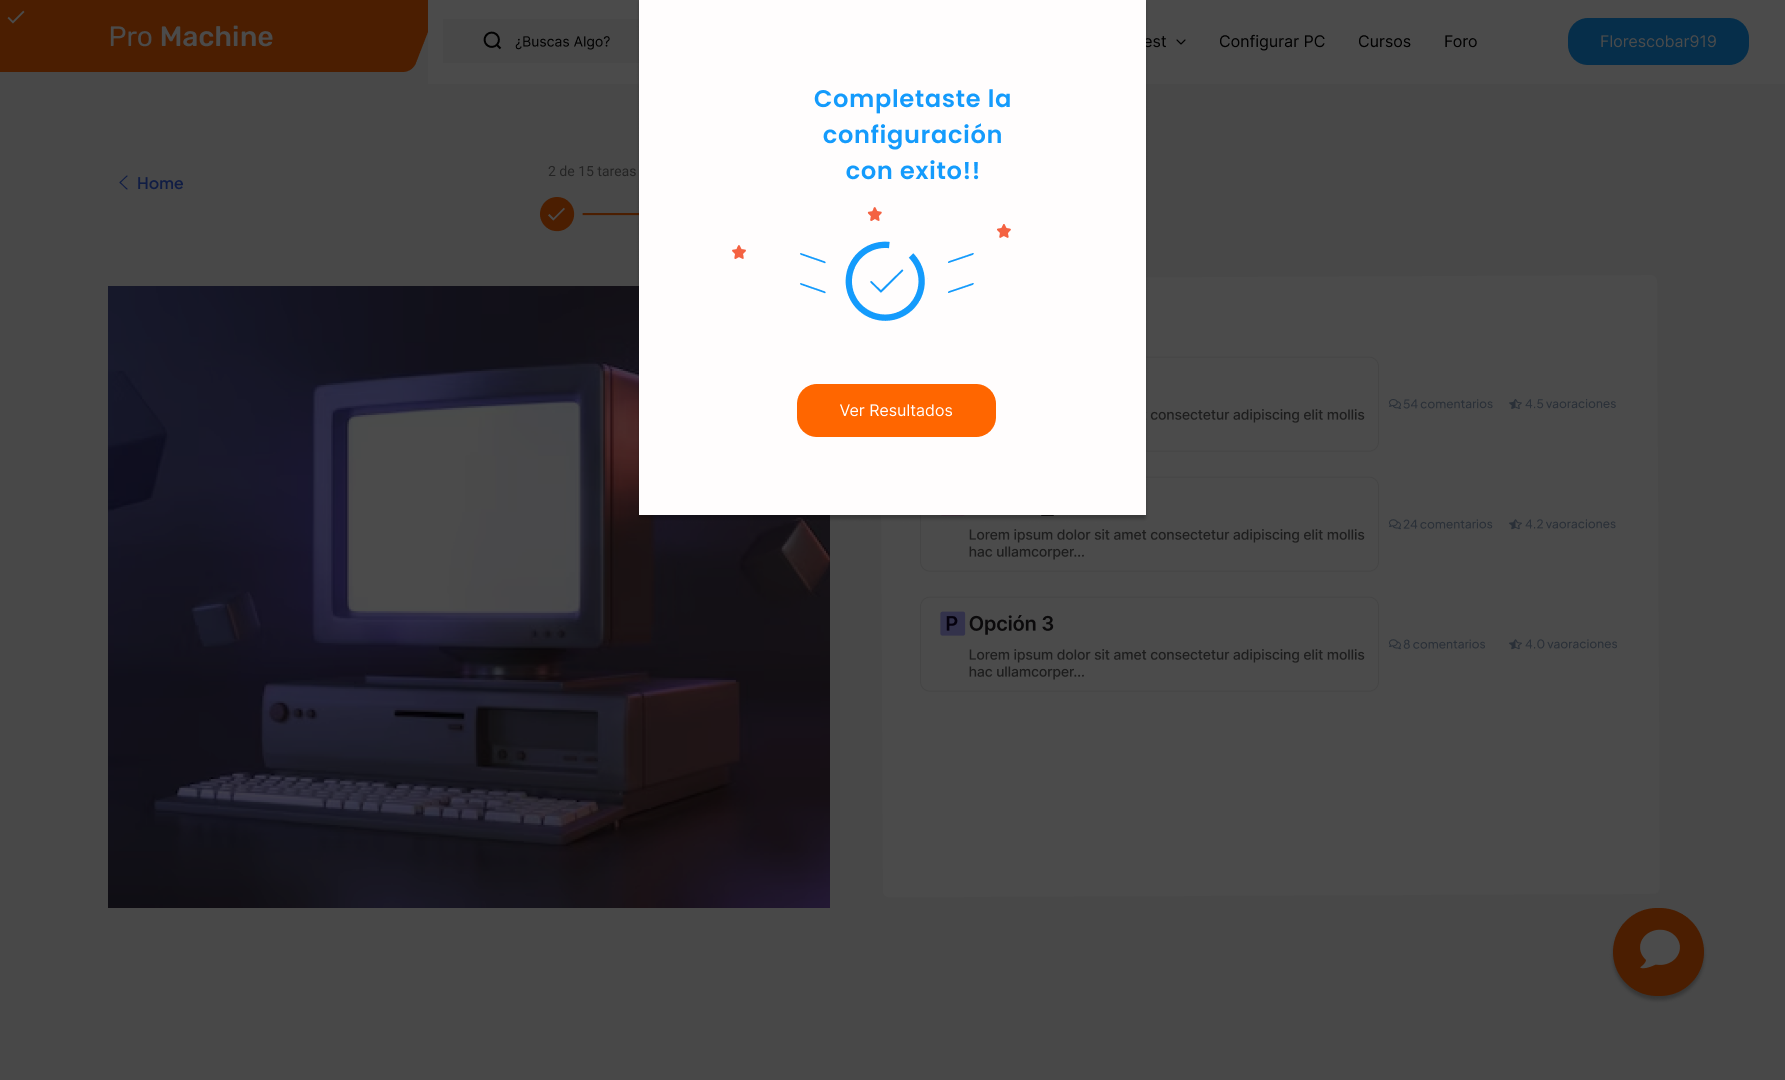 Pro Machine
¿Buscas Algo?
est
Configurar PC
Cursos
Foro
Florescobar919
Completaste la
configuración
con exito!!
Ver Resultados
Home
2 de 15 tareas
consectetur adipiscing elit mollis
54 comentarios
4.5 vaoraciones
Lorem ipsum dolor sit amet consectetur adipiscing elit mollis
hac ullamcorper...
24 comentarios
4.2 vaoraciones
P Opción 3
Lorem ipsum dolor sit amet consectetur adipiscing elit mollis
hac ullamcorper...
8 comentarios
4.0 vaoraciones